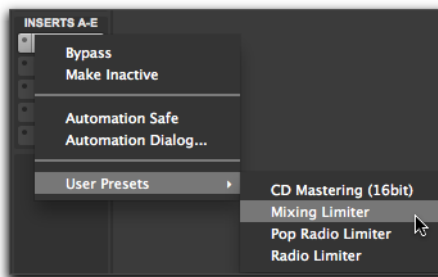 INSERTS A-E
Bypass
Make Inactive
Automation Safe
Automation Dialog...
User Presets
CD Mastering (16bit)
Mixing Limiter
Pop Radio Limiter
Radio Limiter